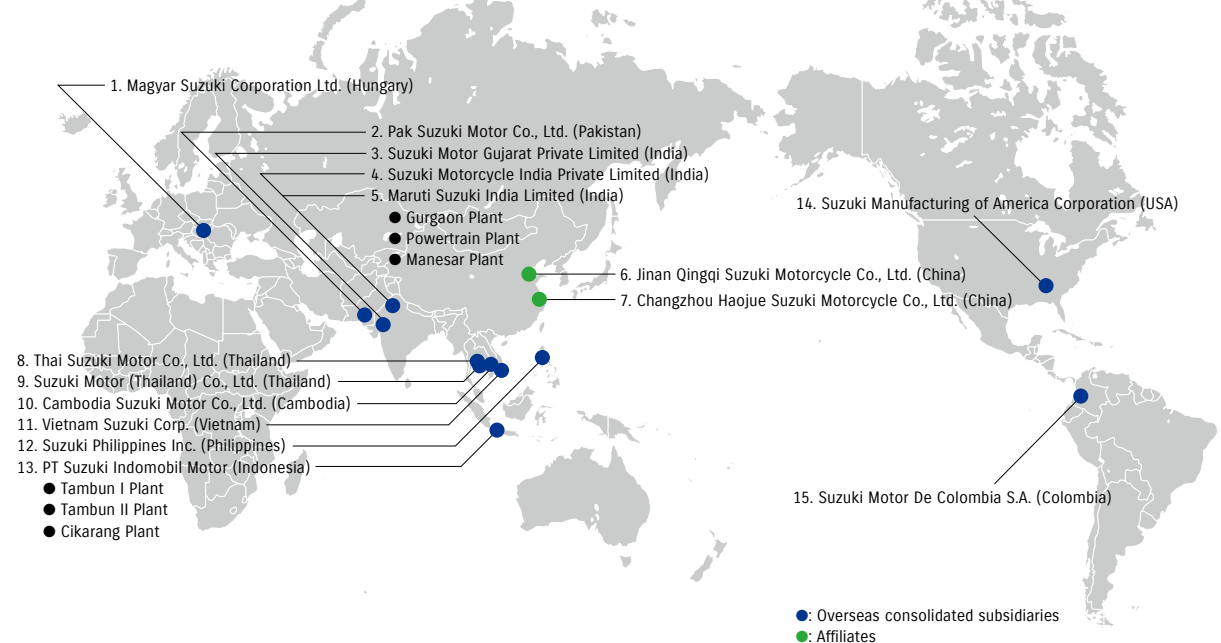 1. Magyar Suzuki Corporation Ltd. (Hungary)
2. Pak Suzuki Motor Co., Ltd. (Pakistan)
3. Suzuki Motor Gujarat Private Limited (India)
4. Suzuki Motorcycle India Private Limited (India)
5. Maruti Suzuki India Limited (India)
● Gurgaon Plant
● Powertrain Plant
● Manesar Plant
6. Jinan Qingqi Suzuki Motorcycle Co., Ltd. (China)
7. Changzhou Haojue Suzuki Motorcycle Co., Ltd. (China)
8. Thai Suzuki Motor Co., Ltd. (Thailand)
9. Suzuki Motor (Thailand) Co., Ltd. (Thailand)
10. Cambodia Suzuki Motor Co., Ltd. (Cambodia)
11. Vietnam Suzuki Corp. (Vietnam)
12. Suzuki Philippines Inc. (Philippines)
13. PT Suzuki Indomobil Motor (Indonesia)
● Tambun I Plant
● Tambun II Plant
● Cikarang Plant
14. Suzuki Manufacturing of America Corporation (USA)
15. Suzuki Motor De Colombia S.A. (Colombia)
●: Overseas consolidated subsidiaries
●: Affiliates